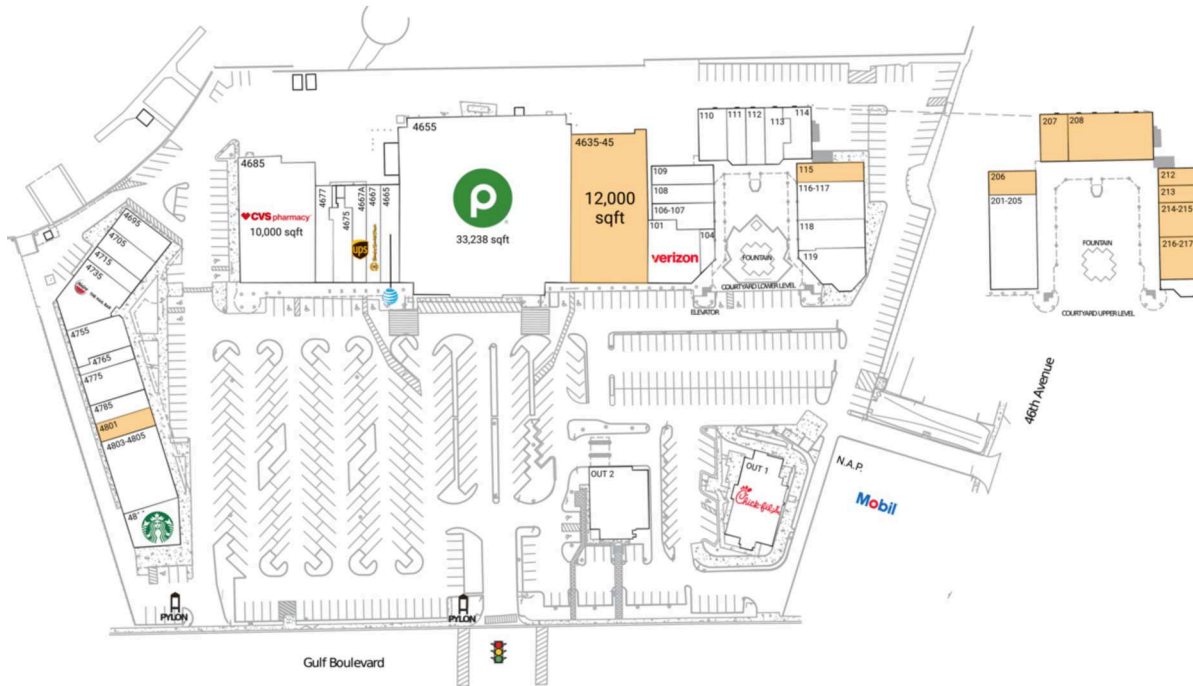 4655
4635-45
12,000
sqft
33,238 sqft
4685
CVS pharmacy
10,000 sqft
4677
4675
4667A
4667
4665
ups
4695
4705
4715
4735
4755
4765
4775
4785
4801
4803-4805
48
110
111
112
113
114
109
108
106-107
101
104
verizon
115
116-117
118
119
FOUNTAIN
COURTYARD LOWER LEVEL
ELEVATOR
207
208
206
201-205
212
213
214-215
216-217
FOUNTAIN
COURTYARD UPPER LEVEL
46th Avenue
OUT 2
OUT 1
Chick-fil-A
N.A.P.
Mobil
PYLON
PYLON
Gulf Boulevard